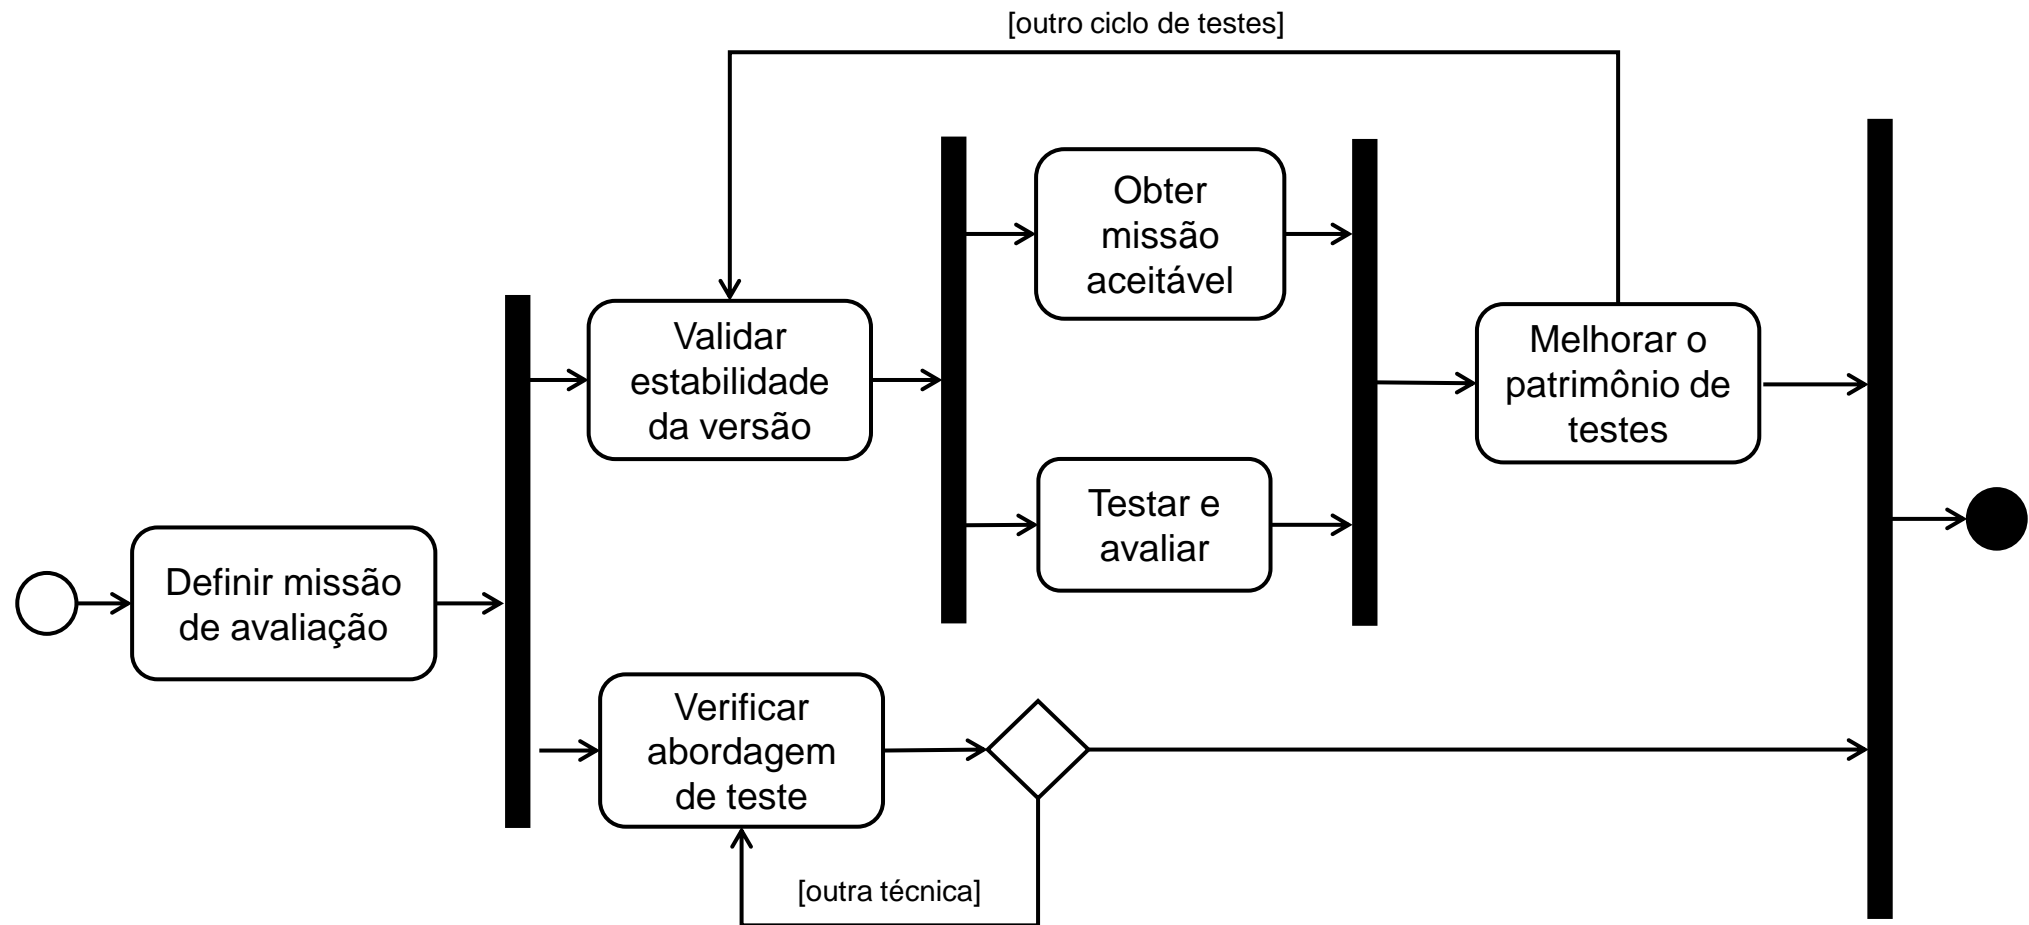 [outro ciclo de testes]
Obter
missão
aceitável
Validar
estabilidade
da versão
Melhorar o
patrimônio de
testes
Testar e
avaliar
Definir missão
de avaliação
Verificar
abordagem
de teste
[outra técnica]